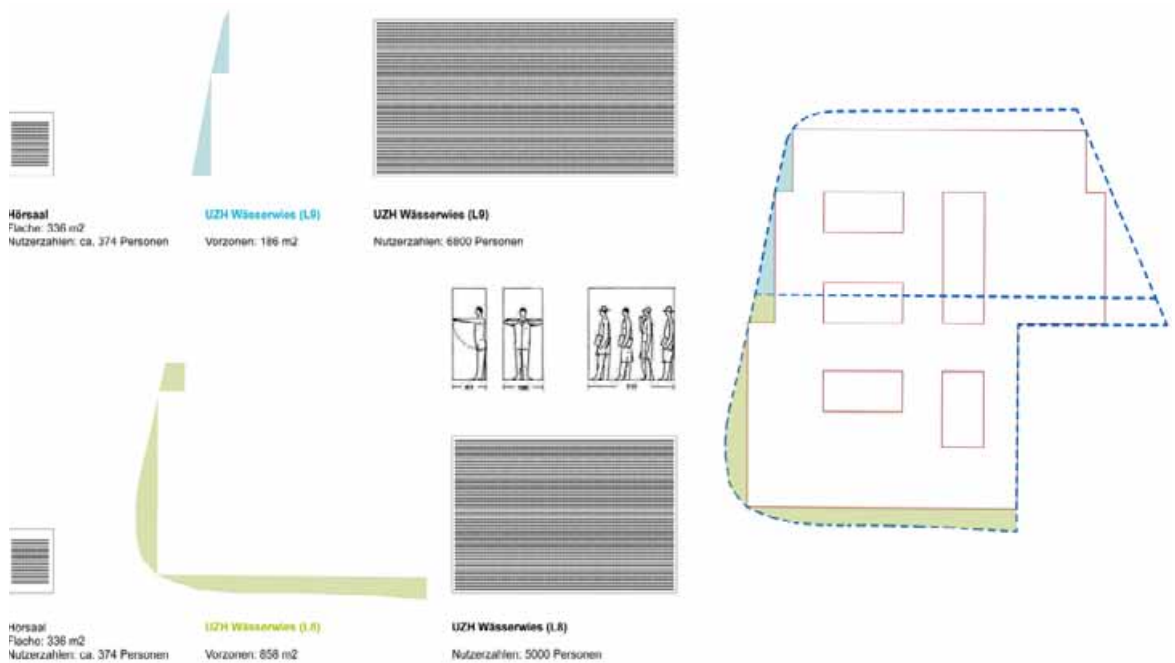 Hörsaal
Flache: 336 m2
Nutzerzahlen: ca. 374 Personen
UZH Wässerwies (L9)
Vorzonen: 186 m2
UZH Wässerwies (L9)
Nutzerzahlen: 6800 Personen
Hörsaal
Flache: 336 m2
Nutzerzahlen: ca. 374 Personen
UZH Wässerwies (L8)
Vorzonen: 858 m2
UZH Wässerwies (L8)
Nutzerzahlen: 5000 Personen